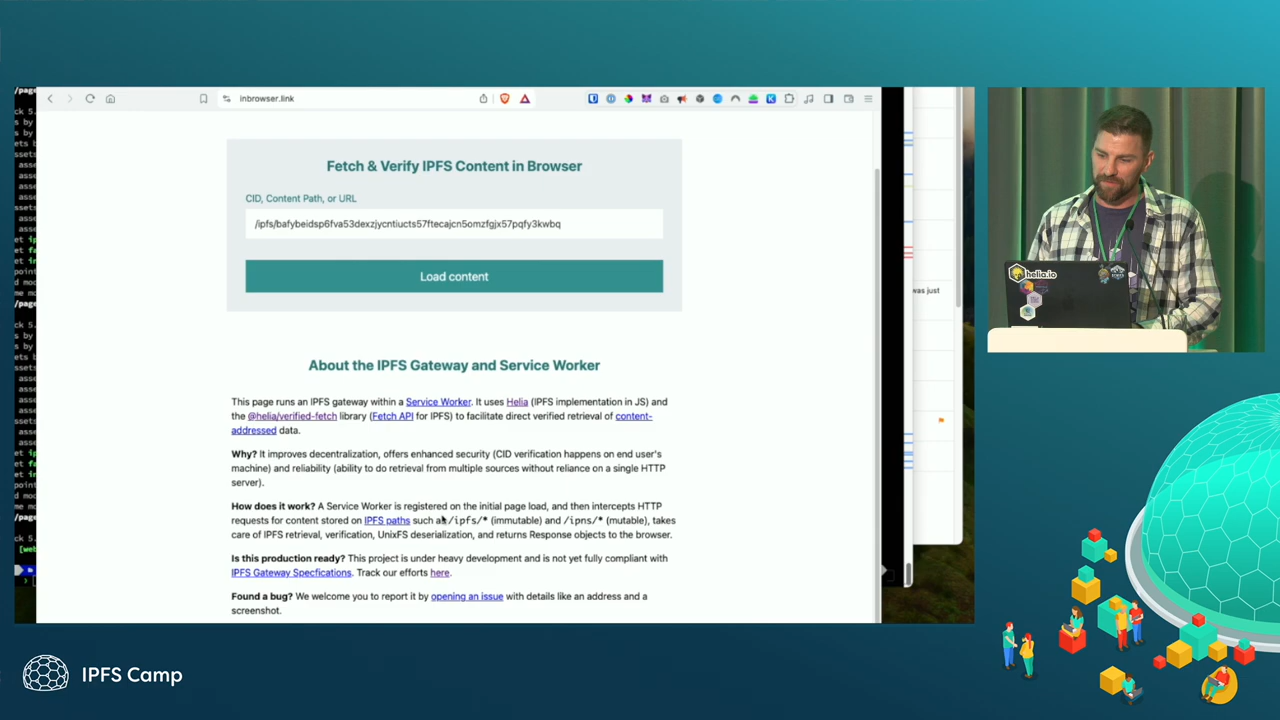 inbrowser.link
Fetch & Verify IPFS Content in Browser
CID, Content Path, or URL
/ipfs/bafybeidsp6fva53dexzjycntiucts57ftecajcn5omzfgjx57pqfy3kwbq
Load content
About the IPFS Gateway and Service Worker
This page runs an IPFS gateway within a Service Worker. It uses Helia (IPFS implementation in JS) and
the @helia/verified-fetch library (Fetch API for IPFS) to facilitate direct verified retrieval of content-
addressed data.
Why? It improves decentralization, offers enhanced security (CID verification happens on end user's
machine) and reliability (ability to do retrieval from multiple sources without reliance on a single HTTP
server).
How does it work? A Service Worker is registered on the initial page load, and then intercepts HTTP
requests for content stored on IPFS paths such as /ipfs/* (immutable) and /ipns/* (mutable), takes
care of IPFS retrieval, verification, UnixFS deserialization, and returns Response objects to the browser.
Is this production ready? This project is under heavy development and is not yet fully compliant with
IPFS Gateway Specfications. Track our efforts here.
Found a bug? We welcome you to report it by opening an issue with details like an address and a
screenshot.
was just
helia.io
IPFS Camp